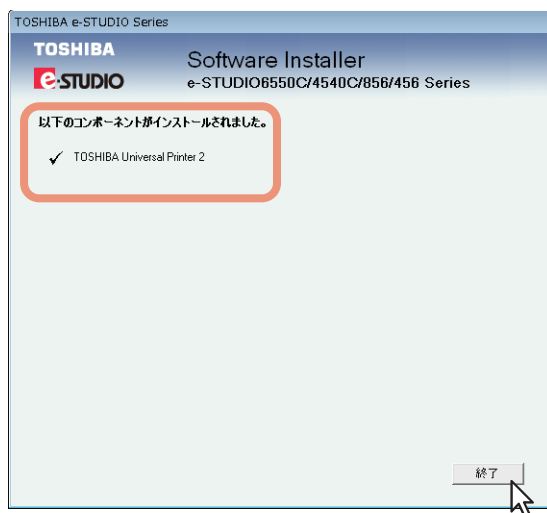 TOSHIBA e-STUDIO Series
TOSHIBA
e-STUDIO
Software Installer
e-STUDIO6550C/4540C/856/456 Series
以下のコンポーネントがインストールされました。
✓ TOSHIBA Universal Printer 2
終了